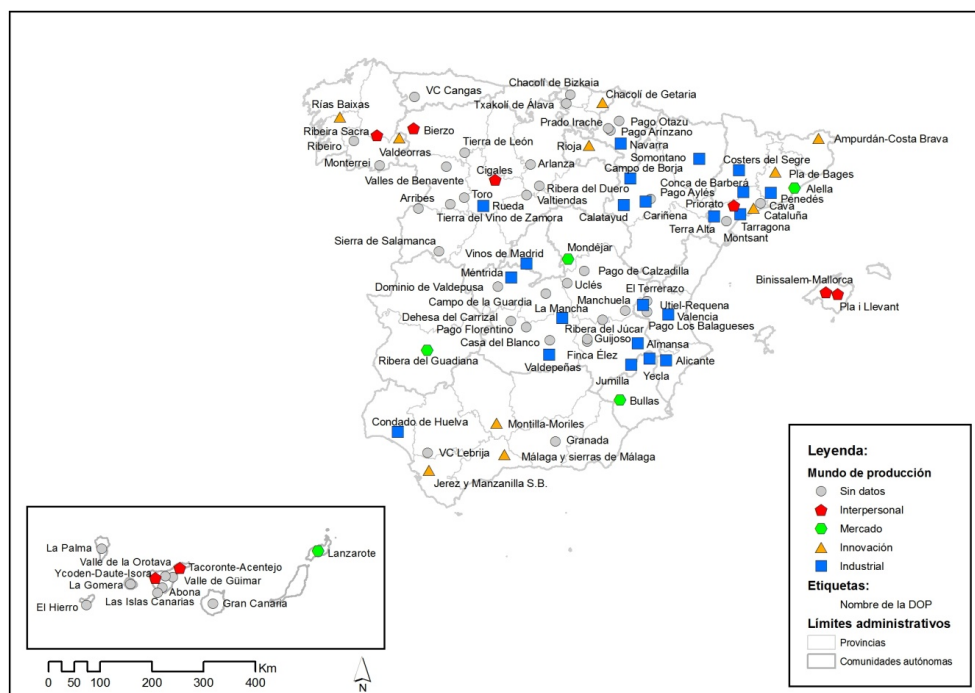 Chacolí de Bizkaia
VC Cangas
Txakolí de Álava
Chacolí de Getaria
Rías Baixas
Prado Irache
Pago Otazu
Ribeira Sacra
Bierzo
Pago Arínzano
Ampurdán-Costa Brava
Ribeiro
Valdeorras
Tierra de León
Rioja
Navarra
Monterrei
Somontano
Costers del Segre
Arlanza
Campo de Borja
Pla de Bages
Cigales
Valles de Benavente
Conca de Barberá
Alella
Ribera del Duero
Pago Aylés
Penedés
Arribes
Toro
Valtiendas
Priorato
Cava
Rueda
Cariñena
Cataluña
Tierra del Vino de Zamora
Calatayud
Tarragona
Terra Alta
Montsant
Sierra de Salamanca
Mondéjar
Vinos de Madrid
Méntrida
Pago de Calzadilla
Binissalem-Mallorca
Dominio de Valdepusa
Uclés
El Terrerazo
Campo de la Guardia
Manchuela
Utiel-Requena
Pla i Llevant
La Mancha
Valencia
Dehesa del Carrizal
Pago Florentino
Ribera del Júcar
Pago Los Balagueses
Casa del Blanco
Guijoso
Almansa
Ribera del Guadiana
Finca Élez
Valdepeñas
Alicante
Yecla
Jumilla
Bullas
Condado de Huelva
Montilla-Moriles
Granada
VC Lebrija
Málaga y sierras de Málaga
Jerez y Manzanilla S.B.
La Palma
Lanzarote
Valle de la Orotava
Tacoronte-Acentejo
Ycoden-Daute-Isora
Valle de Güimar
La Gomera
Abona
El Hierro
Las Islas Canarias
Gran Canaria
Km
0 50 100 200 300 400
N
Leyenda:
Mundo de producción
Sin datos
Interpersonal
Mercado
Innovación
Industrial
Etiquetas:
Nombre de la DOP
Límites administrativos
Provincias
Comunidades autónomas